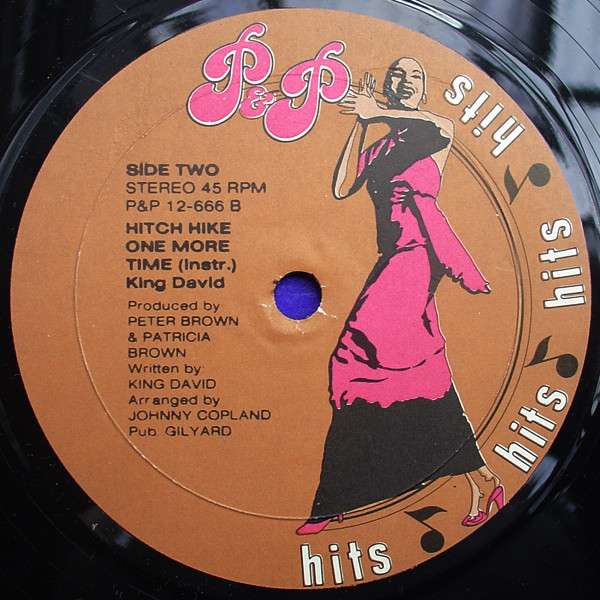 P&P
SIDE TWO
STEREO 45 RPM
P&P 12-666 B
HITCH HIKE
ONE MORE
TIME (Instr.)
King David
Produced by
PETER BROWN
& PATRICIA
BROWN
Written by
KING DAVID
Arranged by
JOHNNY COPLAND
Pub. GILYARD
hits
hits
hits
hits